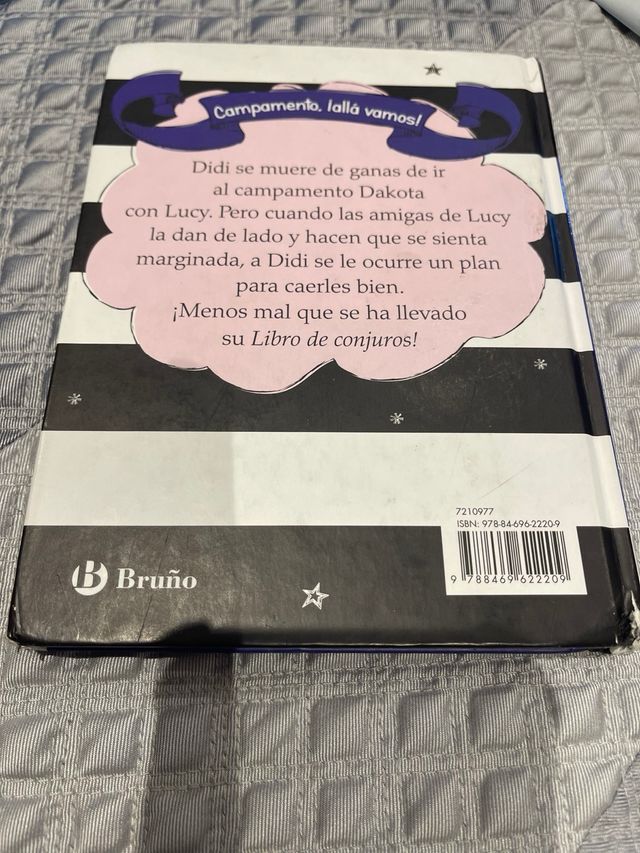 Campamento, ¡allá vamos!
Didi se muere de ganas de ir
al campamento Dakota
con Lucy. Pero cuando las amigas de Lucy
la dan de lado y hacen que se sienta
marginada, a Didi se le ocurre un plan
para caerles bien.
¡Menos mal que se ha llevado
su Libro de conjuros!
7210977
ISBN: 978-84-696-2220-9
9 788469 622209
B Bruño